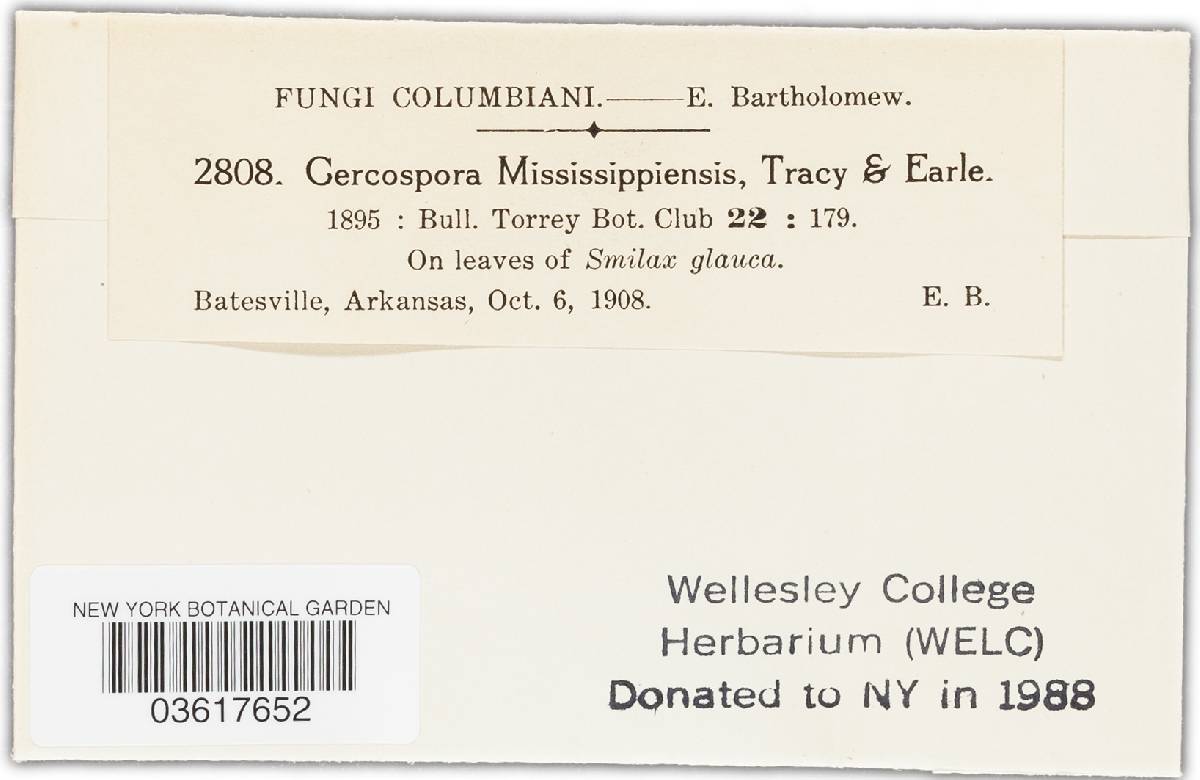 FUNGI COLUMBIANI.——E. Bartholomew.
2808. Cercospora Mississippiensis, Tracy & Earle.
1895 : Bull. Torrey Bot. Club 22 : 179.
On leaves of Smilax glauca.
Batesville, Arkansas, Oct. 6, 1908. E. B.
NEW YORK BOTANICAL GARDEN
03617652
Wellesley College
Herbarium (WELC)
Donated to NY in 1988